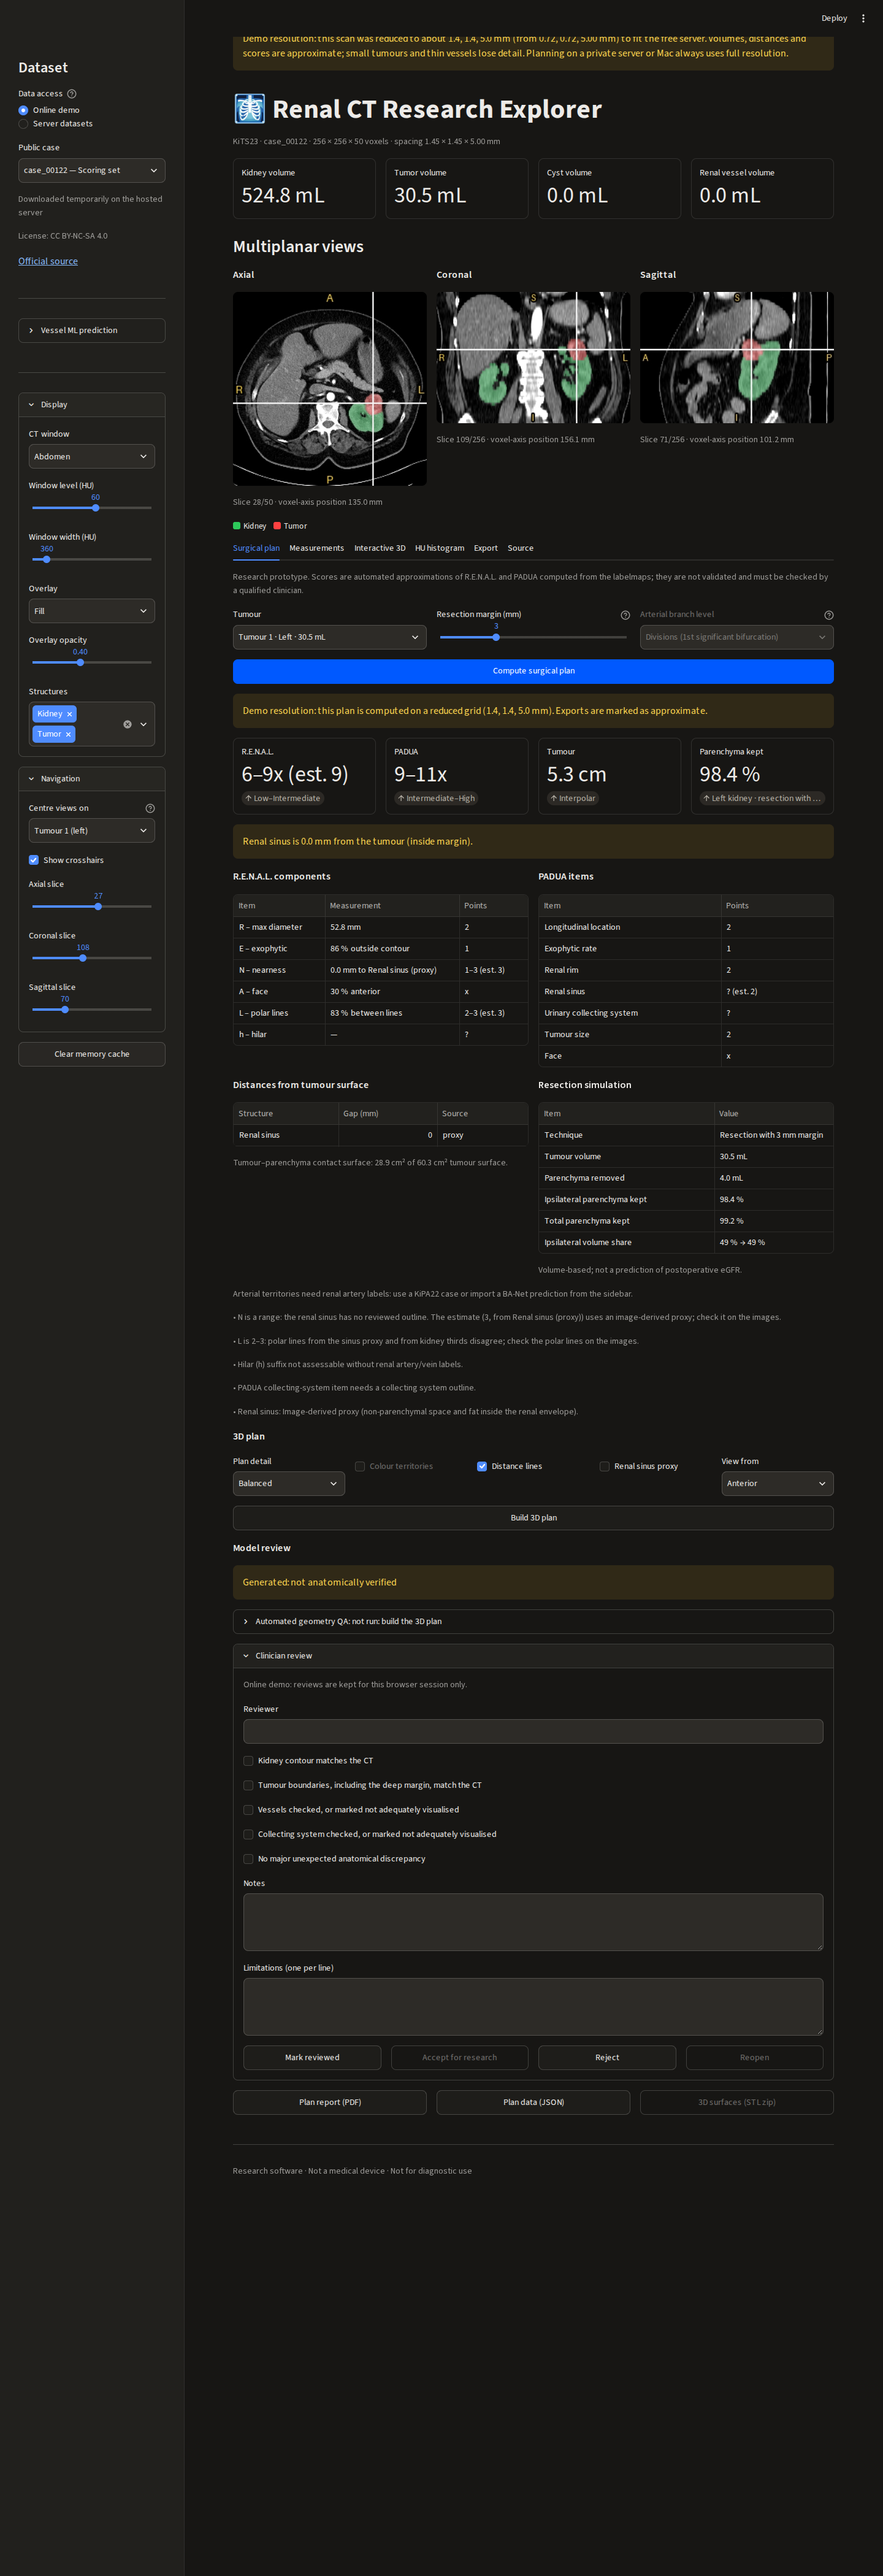 Deploy
Dataset
Data access
Online demo
Server datasets
Public case
case_00122 — Scoring set
Downloaded temporarily on the hosted
server
License: CC BY-NC-SA 4.0
Official source
Vessel ML prediction
Display
CT window
Abdomen
Window level (HU)
60
Window width (HU)
360
Overlay
Fill
Overlay opacity
0.40
Structures
Kidney
Tumor
Navigation
Centre views on
Tumour 1 (left)
Show crosshairs
Axial slice
27
Coronal slice
108
Sagittal slice
70
Clear memory cache
Demo resolution: this scan was reduced to about 1.4, 1.4, 5.0 mm (from 0.72, 0.72, 5.00 mm) to fit the free server. Volumes, distances and
scores are approximate; small tumours and thin vessels lose detail. Planning on a private server or Mac always uses full resolution.
Renal CT Research Explorer
KiTS23 · case_00122 · 256 × 256 × 50 voxels · spacing 1.45 × 1.45 × 5.00 mm
Kidney volume
524.8 mL
Tumor volume
30.5 mL
Cyst volume
0.0 mL
Renal vessel volume
0.0 mL
Multiplanar views
Axial
A
R
L
P
Slice 28/50 · voxel-axis position 135.0 mm
Coronal
S
R
L
I
Slice 109/256 · voxel-axis position 156.1 mm
Sagittal
S
A
P
I
Slice 71/256 · voxel-axis position 101.2 mm
Kidney Tumor
Surgical plan Measurements Interactive 3D HU histogram Export Source
Research prototype. Scores are automated approximations of R.E.N.A.L. and PADUA computed from the labelmaps; they are not validated and must be checked by
a qualified clinician.
Tumour
Tumour 1 · Left · 30.5 mL
Resection margin (mm)
3
Arterial branch level
Divisions (1st significant bifurcation)
Compute surgical plan
Demo resolution: this plan is computed on a reduced grid (1.4, 1.4, 5.0 mm). Exports are marked as approximate.
R.E.N.A.L.
6–9x (est. 9)
↑ Low–Intermediate
PADUA
9–11x
↑ Intermediate–High
Tumour
5.3 cm
↑ Interpolar
Parenchyma kept
98.4 %
↑ Left kidney · resection with ...
Renal sinus is 0.0 mm from the tumour (inside margin).
R.E.N.A.L. components
Item Measurement Points
R – max diameter 52.8 mm 2
E – exophytic 86 % outside contour 1
N – nearness 0.0 mm to Renal sinus (proxy) 1–3 (est. 3)
A – face 30 % anterior x
L – polar lines 83 % between lines 2–3 (est. 3)
h – hilar — ?
PADUA items
Item Points
Longitudinal location 2
Exophytic rate 1
Renal rim 2
Renal sinus ? (est. 2)
Urinary collecting system ?
Tumour size 2
Face x
Distances from tumour surface
Structure Gap (mm) Source
Renal sinus 0 proxy
Tumour–parenchyma contact surface: 28.9 cm² of 60.3 cm² tumour surface.
Resection simulation
Item Value
Technique Resection with 3 mm margin
Tumour volume 30.5 mL
Parenchyma removed 4.0 mL
Ipsilateral parenchyma kept 98.4 %
Total parenchyma kept 99.2 %
Ipsilateral volume share 49 % → 49 %
Volume-based; not a prediction of postoperative eGFR.
Arterial territories need renal artery labels: use a KiPA22 case or import a BA-Net prediction from the sidebar.
• N is a range: the renal sinus has no reviewed outline. The estimate (3, from Renal sinus (proxy)) uses an image-derived proxy; check it on the images.
• L is 2–3: polar lines from the sinus proxy and from kidney thirds disagree; check the polar lines on the images.
• Hilar (h) suffix not assessable without renal artery/vein labels.
• PADUA collecting-system item needs a collecting system outline.
• Renal sinus: Image-derived proxy (non-parenchymal space and fat inside the renal envelope).
3D plan
Plan detail
Balanced
Colour territories
Distance lines
Renal sinus proxy
View from
Anterior
Build 3D plan
Model review
Generated: not anatomically verified
Automated geometry QA: not run: build the 3D plan
Clinician review
Online demo: reviews are kept for this browser session only.
Reviewer
Kidney contour matches the CT
Tumour boundaries, including the deep margin, match the CT
Vessels checked, or marked not adequately visualised
Collecting system checked, or marked not adequately visualised
No major unexpected anatomical discrepancy
Notes
Limitations (one per line)
Mark reviewed
Accept for research
Reject
Reopen
Plan report (PDF)
Plan data (JSON)
3D surfaces (STL zip)
Research software · Not a medical device · Not for diagnostic use